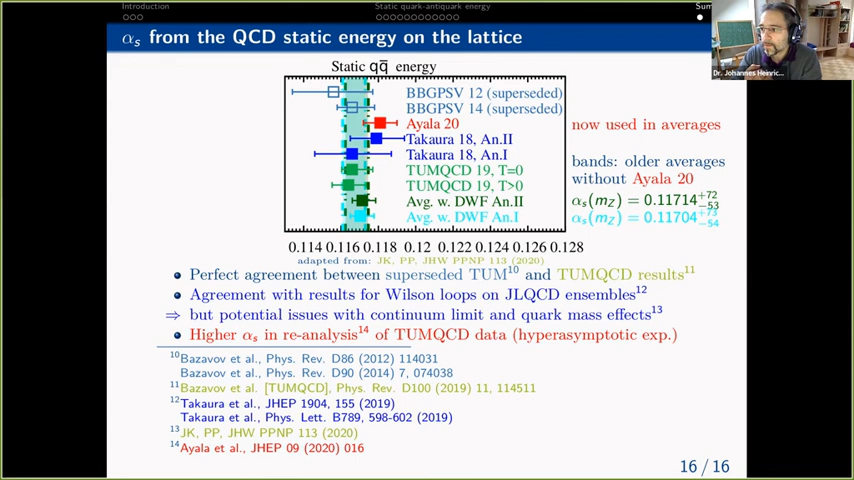 Introduction
Static quark-antiquark energy
αs from the QCD static energy on the lattice
Dr. Johannes Heinric...
Static qq̄ energy
BBGPSV 12 (superseded)
BBGPSV 14 (superseded)
Ayala 20
now used in averages
Takaura 18, An.II
Takaura 18, An.I
bands: older averages
TUMQCD 19, T=0
without Ayala 20
TUMQCD 19, T>0
Avg. w. DWF An.II
αs(mZ) = 0.11714+72−53
Avg. w. DWF An.I
αs(mZ) = 0.11704+73−54
0.114 0.116 0.118 0.12 0.122 0.124 0.126 0.128
adapted from: JK, PP, JHW PPNP 113 (2020)
• Perfect agreement between superseded TUM10 and TUMQCD results11
• Agreement with results for Wilson loops on JLQCD ensembles12
⇒ but potential issues with continuum limit and quark mass effects13
• Higher αs in re-analysis14 of TUMQCD data (hyperasymptotic exp.)
10Bazavov et al., Phys. Rev. D86 (2012) 114031
Bazavov et al., Phys. Rev. D90 (2014) 7, 074038
11Bazavov et al. [TUMQCD], Phys. Rev. D100 (2019) 11, 114511
12Takaura et al., JHEP 1904, 155 (2019)
Takaura et al., Phys. Lett. B789, 598-602 (2019)
13JK, PP, JHW PPNP 113 (2020)
14Ayala et al., JHEP 09 (2020) 016
16 / 16